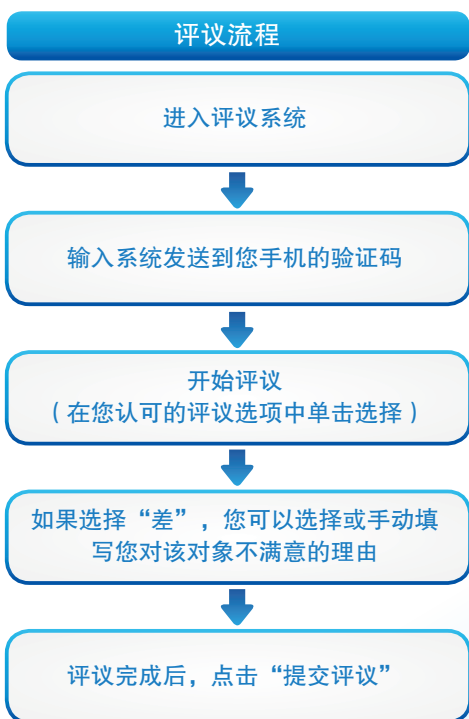 评议流程
进入评议系统
输入系统发送到您手机的验证码
开始评议
（在您认可的评议选项中单击选择）
如果选择“差”，您可以选择或手动填
写您对该对象不满意的理由
评议完成后，点击“提交评议”